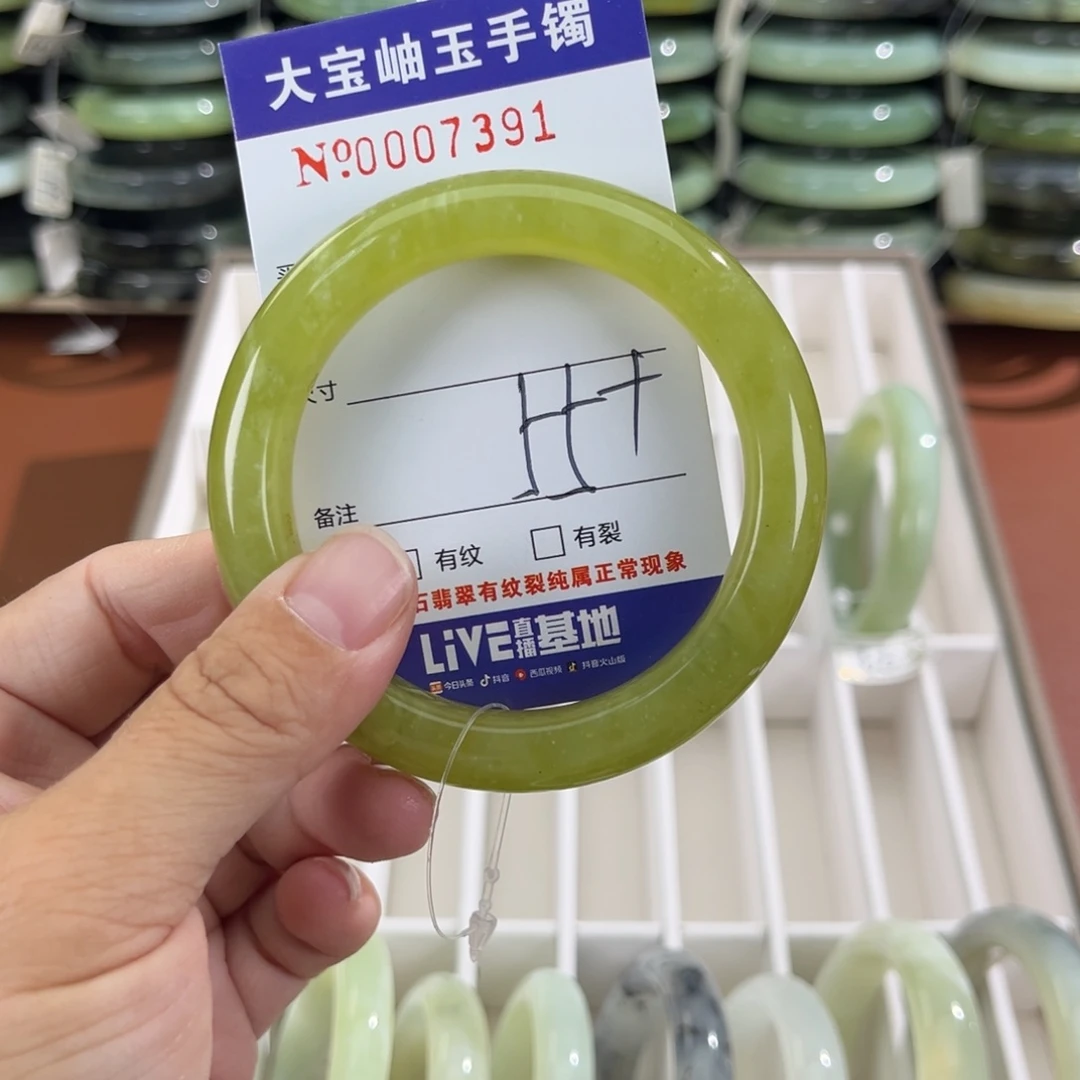 大宝岫玉手镯
№0007391
寸
备注
有纹 有裂
石翡翠有纹裂纯属正常现象
LiVE直播基地
今日头条 抖音 西瓜视频 抖音火山版